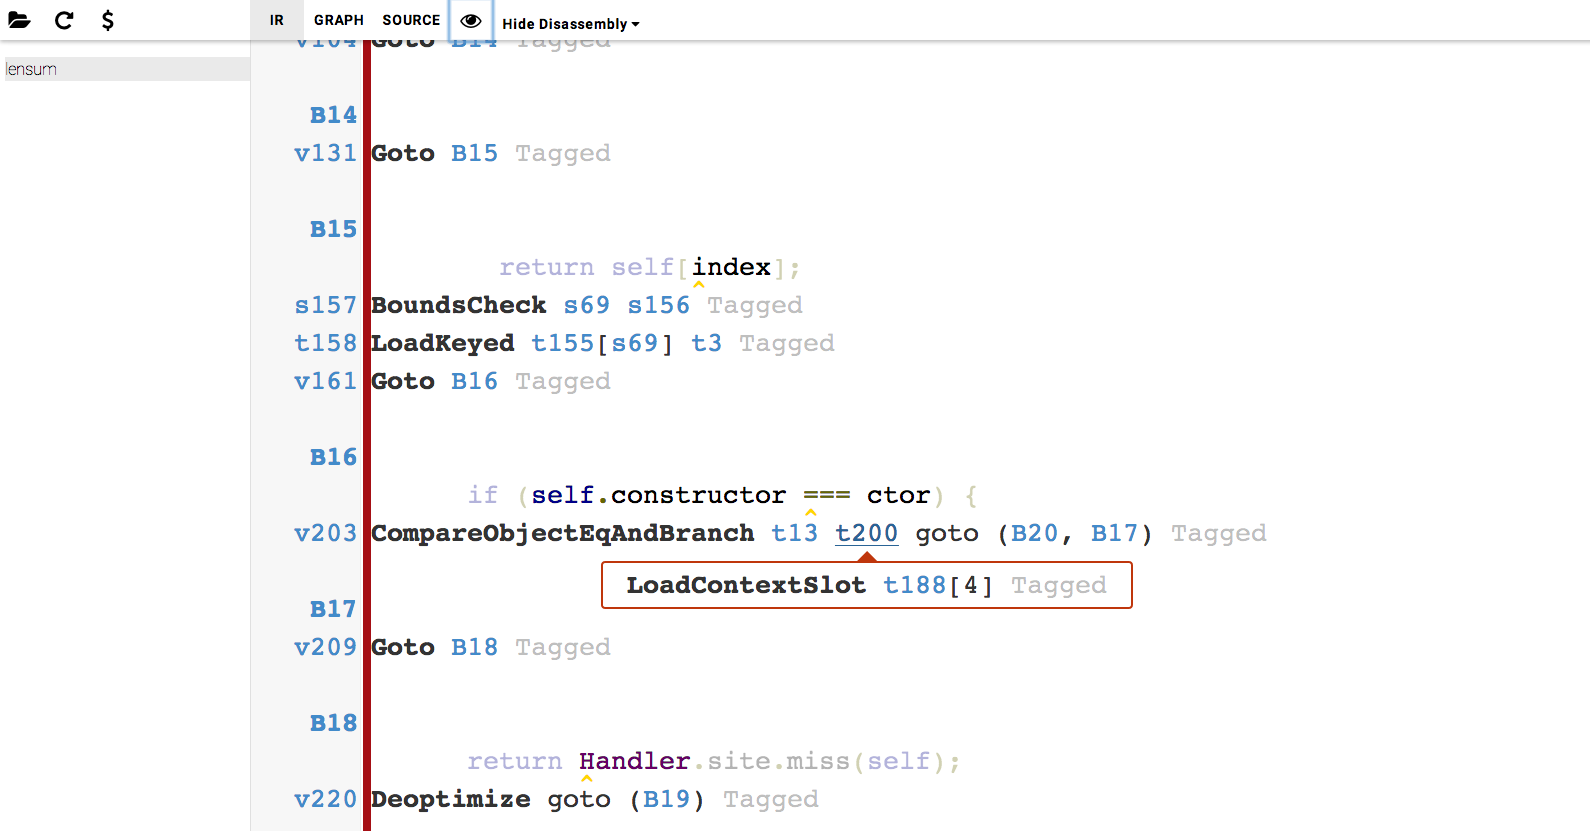 $ IR GRAPH SOURCE Hide Disassembly
lensum
v104 Goto B14 Tagged
B14
v131 Goto B15 Tagged
B15
return self[index];
s157 BoundsCheck s69 s156 Tagged
t158 LoadKeyed t155[s69] t3 Tagged
v161 Goto B16 Tagged
B16
if (self.constructor === ctor) {
v203 CompareObjectEqAndBranch t13 t200 goto (B20, B17) Tagged
LoadContextSlot t188[4] Tagged
B17
v209 Goto B18 Tagged
B18
return Handler.site.miss(self);
v220 Deoptimize goto (B19) Tagged